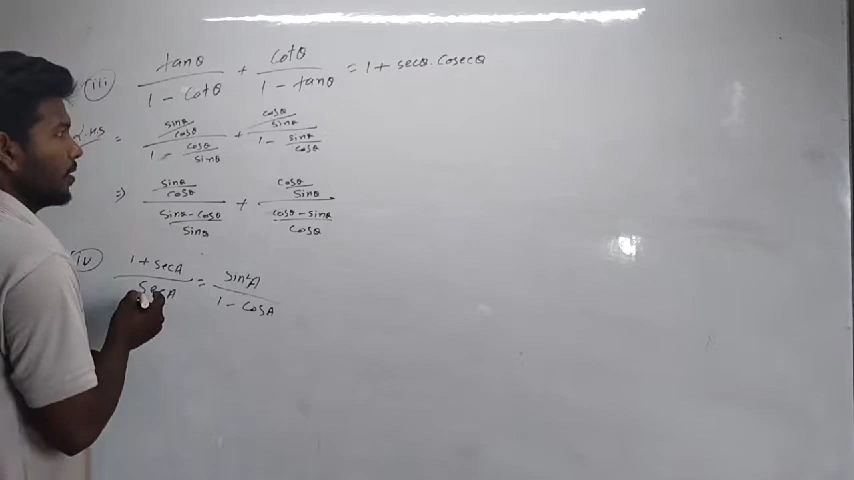 (iii) tanθ / 1 - cotθ + cotθ / 1 - tanθ = 1 + secθ . cosecθ
L.H.S = sinθ/cosθ / 1 - cosθ/sinθ + cosθ/sinθ / 1 - sinθ/cosθ
⇒ sinθ/cosθ / sinθ-cosθ/sinθ + cosθ/sinθ / cosθ-sinθ/cosθ
(iv) 1 + secA / secA = sin²A / 1 - cosA